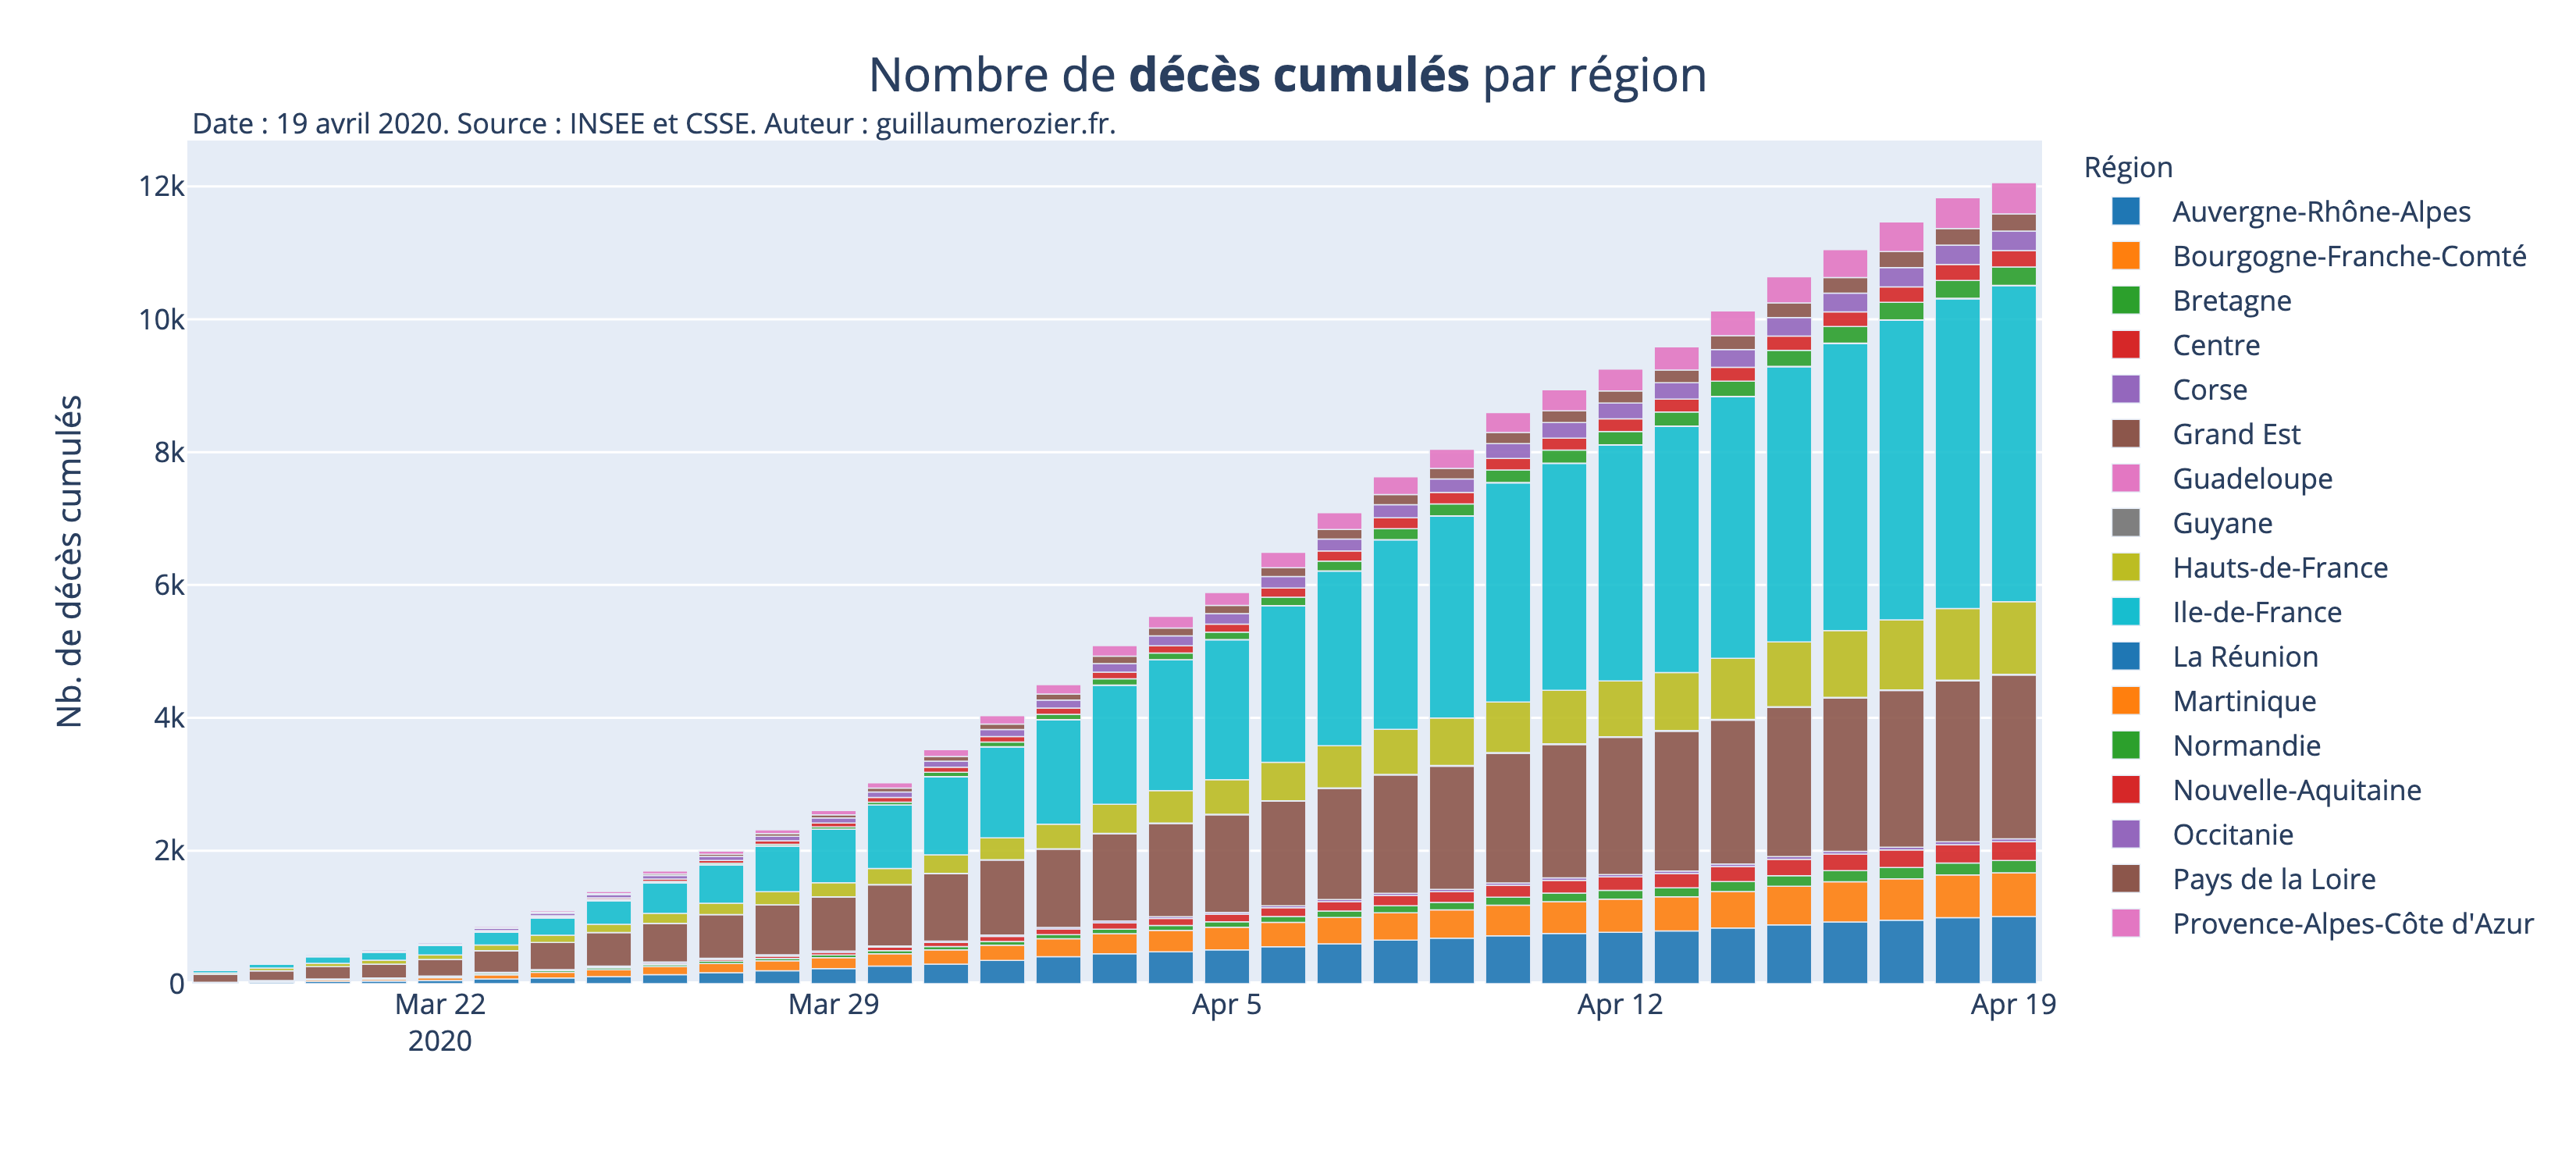 Nombre de décès cumulés par région
Date : 19 avril 2020. Source : INSEE et CSSE. Auteur : guillaumerozier.fr.
Nb. de décès cumulés
12k
10k
8k
6k
4k
2k
0
Mar 22
2020
Mar 29
Apr 5
Apr 12
Apr 19
Région
Auvergne-Rhône-Alpes
Bourgogne-Franche-Comté
Bretagne
Centre
Corse
Grand Est
Guadeloupe
Guyane
Hauts-de-France
Ile-de-France
La Réunion
Martinique
Normandie
Nouvelle-Aquitaine
Occitanie
Pays de la Loire
Provence-Alpes-Côte d'Azur